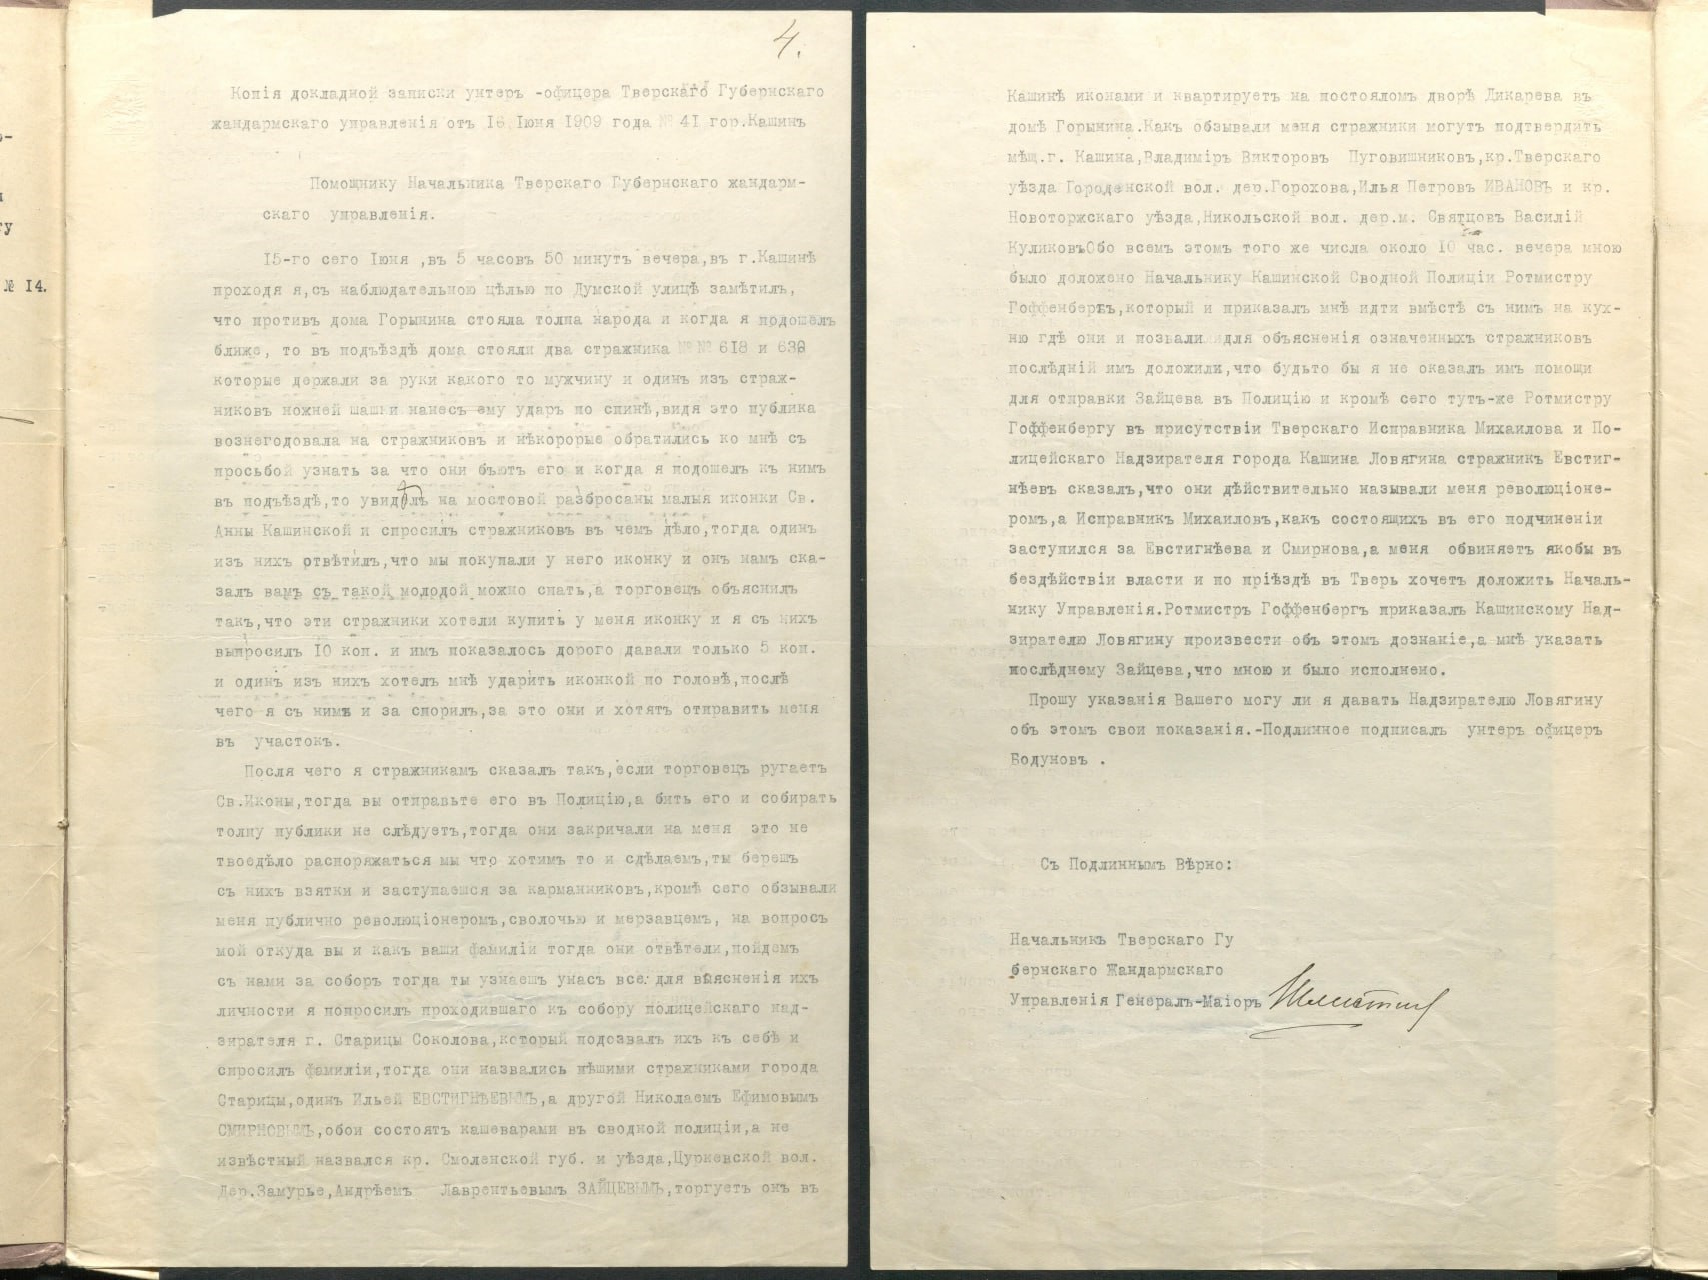 4.
Копія докладной записки унтеръ -офицера Тверскаго Губернскаго
жандармскаго управленія отъ 16 Іюня 1909 года № 41 гор.Кашинъ
Помощнику Начальника Тверскаго Губернскаго жандарм-
скаго управленія.
15-го сего Іюня ,въ 5 часовъ 50 минутъ вечера,въ г.Кашинѣ
проходя я,съ наблюдательною цѣлью по Думской улицѣ замѣтилъ,
что противъ дома Горынина стояла толпа народа и когда я подошелъ
ближе, то въ подъѣздѣ дома стояли два стражника №№ 618 и
которые держали за руки какого то мужчину и одинъ изъ страж-
никовъ ножней шашки нанесъ ему ударъ по спинѣ,видя это публика
вознегодовала на стражниковъ и нѣкорорые обратились ко мнѣ съ
просьбой узнать за что они бъютъ его и когда я подошелъ къ нимъ
въ подъѣздѣ,то увидѣлъ на мостовой разбросаны малыя иконки Св.
Анны Кашинской и спросилъ стражниковъ въ чемъ дѣло,тогда одинъ
изъ нихъ отвѣтилъ,что мы покупали у него иконку и онъ намъ ска-
залъ вамъ съ такой молодой можно спать,а торговецъ объяснилъ
такъ,что эти стражники хотели купить у меня иконку и я съ нихъ
выпросилъ 10 коп. и имъ показалось дорого давали только 5 коп.
и одинъ изъ нихъ хотелъ мнѣ ударить иконкой по головѣ,послѣ
чего я съ ними и за спорилъ,за это они и хотятъ отправить меня
въ участокъ.
Посля чего я стражникамъ сказалъ такъ,если торговецъ ругаетъ
Св.Иконы,тогда вы отправьте его въ Полицію,а бить его и собирать
толпу публики не слѣдуетъ,тогда они закричали на меня это не
твоедѣло распоряжаться мы что хотимъ то и сдѣлаемъ,ты берешъ
съ нихъ взятки и заступаешся за карманниковъ,кромѣ сего обзывали
меня публично революціонеромъ,сволочью и мерзавцемъ, на вопросъ
мой откуда вы и какъ ваши фамиліи тогда они отвѣтели,пойдемъ
съ нами за соборъ тогда ты узнаешъ унасъ все для выясненія ихъ
личности я попросилъ проходившаго къ собору полицейскаго над-
зирателя г. Старицы Соколова,который подозвалъ ихъ къ себѣ и
спросилъ фамиліи,тогда они назвались пѣшими стражниками города
Старицы,одинъ Ильей ЕВСТИГНѢЕВЫМЪ,а другой Николаемъ Ефимовымъ
СМИРНОВЫМЪ,обои состоятъ кашеварами въ сводной полиціи,а не
извѣстный назвался кр. Смоленской губ. и уѣзда,Цуриевской вол.
Дер.Замурье,Андрѣемъ Лаврентьевымъ ЗАЙЦЕВЫМЪ,торгуетъ онъ въ
Кашинѣ иконами и квартируетъ на постояломъ дворѣ Дикарева въ
домѣ Горынина.Какъ обзывали меня стражники могутъ подтвердить
мѣщ.г. Кашина,Владиміръ Викторовъ Пуговишниковъ,кр.Тверскаго
уѣзда Городенской вол. дер.Горохова,Илья Петровъ ИВАНОВЪ и кр.
Новоторжскаго уѣзда,Никольской вол. дер.м. Святцовъ Василій
КуликовъОбо всемъ этомъ того же числа около 10 час. вечера мною
было доложено Начальнику Кашинской Сводной Полиціи Ротмистру
Гоффенбергъ,который и приказалъ мнѣ идти вмѣстѣ съ нимъ на кух-
ню гдѣ они и позвали для объясненія означенныхъ стражниковъ
послѣдній имъ доложили,что будьто бы я не оказалъ имъ помощи
для отправки Зайцева въ Полицію и кромѣ сего тутъ-же Ротмистру
Гоффенбергу въ присутствіи Тверскаго Исправника Михаилова и По-
лицейскаго Надзирателя города Кашина Ловягина стражникъ Евстиг-
нѣевъ сказалъ,что они дѣйствительно называли меня революціоне-
ромъ,а Исправникъ Михаиловъ,какъ состоящихъ въ его подчиненіи
заступился за Евстигнѣева и Смирнова,а меня обвиняетъ якобы въ
бездѣйствіи власти и по пріѣздѣ въ Тверь хочетъ доложить Началь-
нику Управленія.Ротмистръ Гоффенбергъ приказалъ Кашинскому Над-
зирателю Ловягину произвести объ этомъ дознаніе,а мнѣ указать
послѣднему Зайцева,что мною и было исполнено.
Прошу указанія Вашего могу ли я давать Надзирателю Ловягину
объ этомъ свои показанія.-Подлинное подписалъ унтеръ офицеръ
Бодуновъ .
Съ Подлиннымъ Вѣрно:
Начальникъ Тверскаго Гу
бернскаго Жандармскаго
Управленія Генералъ-Маіоръ
№ 14.